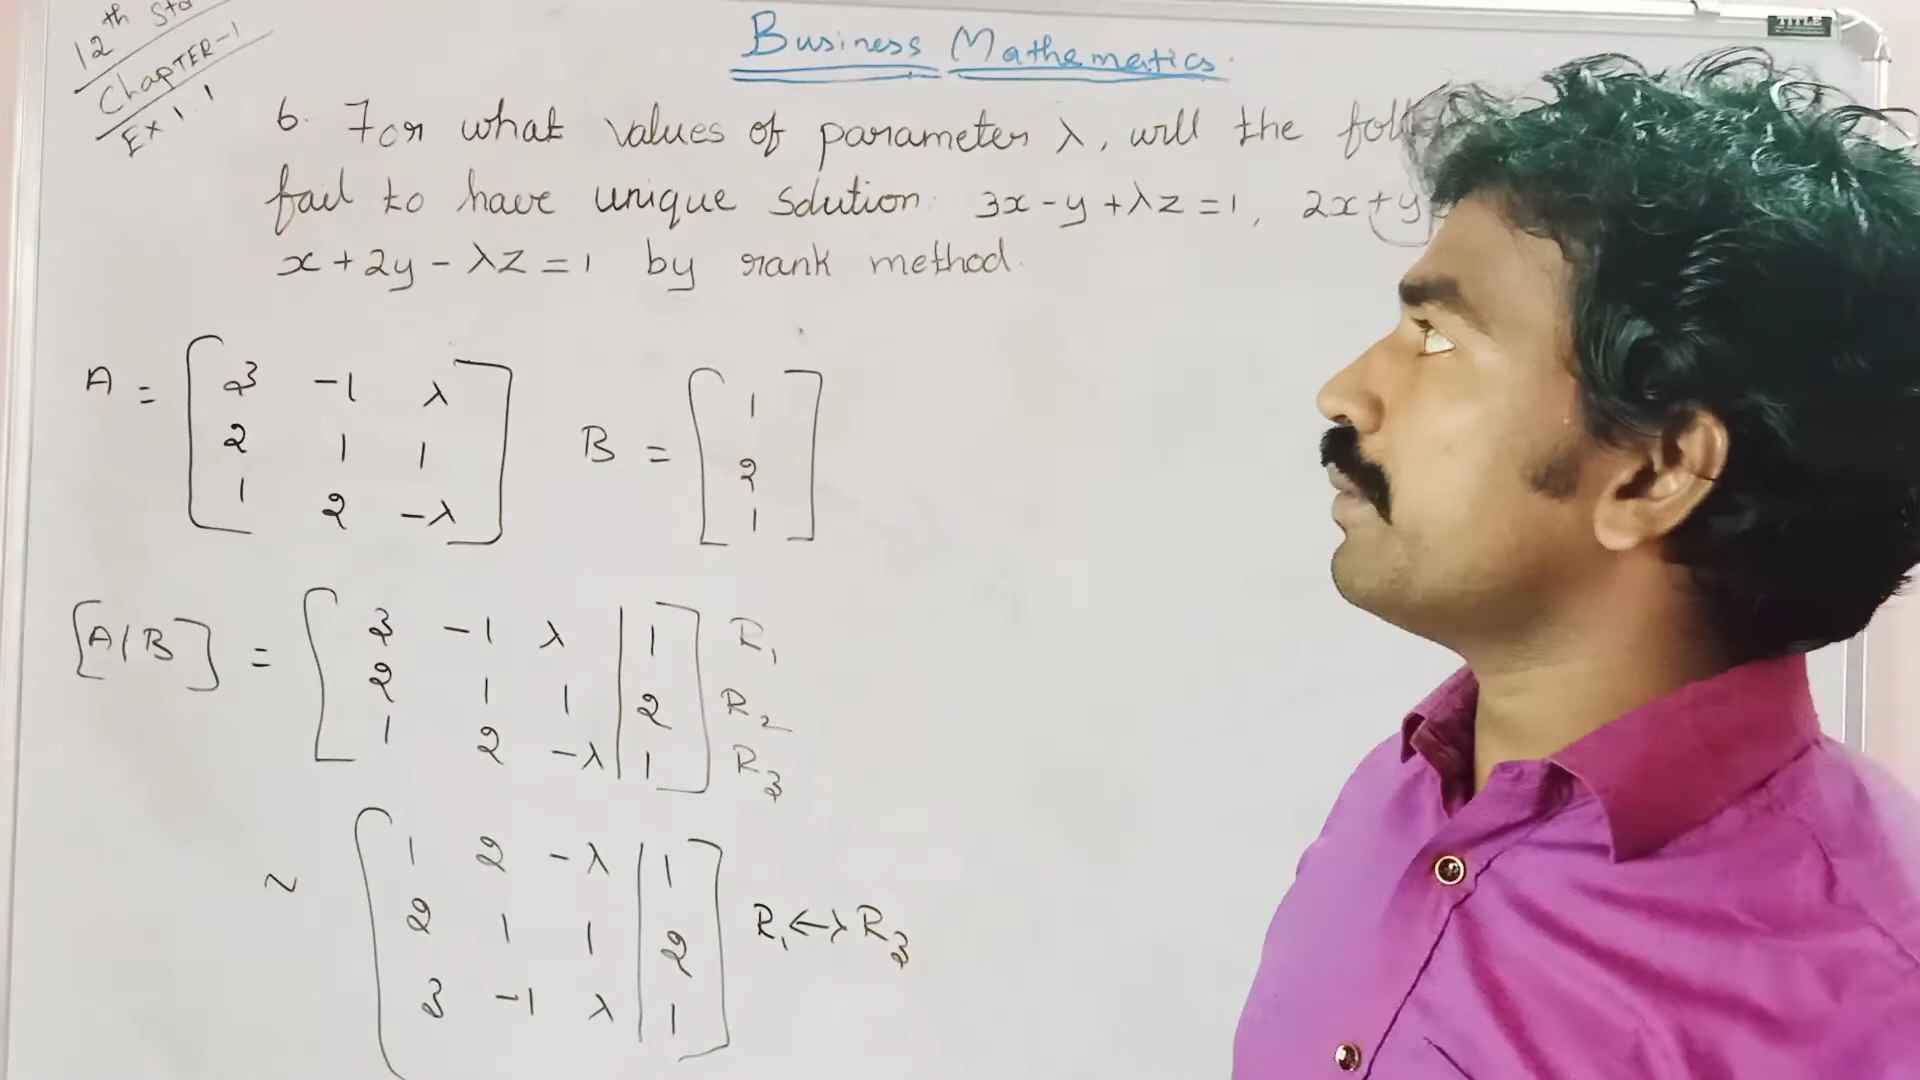 12th
Chapter-1
Ex 1.1
Business Mathematics
TITLE
6. For what values of parameter λ, will the
fail to have unique solution 3x - y + λz = 1, 2x + y
x + 2y - λz = 1 by rank method.
A = [ 3 -1 λ
2 1 1
1 2 -λ ]
B = [ 1
2
1 ]
[A|B] = [ 3 -1 λ | 1 ] R₁
2 1 1 | 2 R₂
1 2 -λ | 1 R₃
~ [ 1 2 -λ | 1
2 1 1 | 2 R₁ ↔ R₃
3 -1 λ | 1 ]